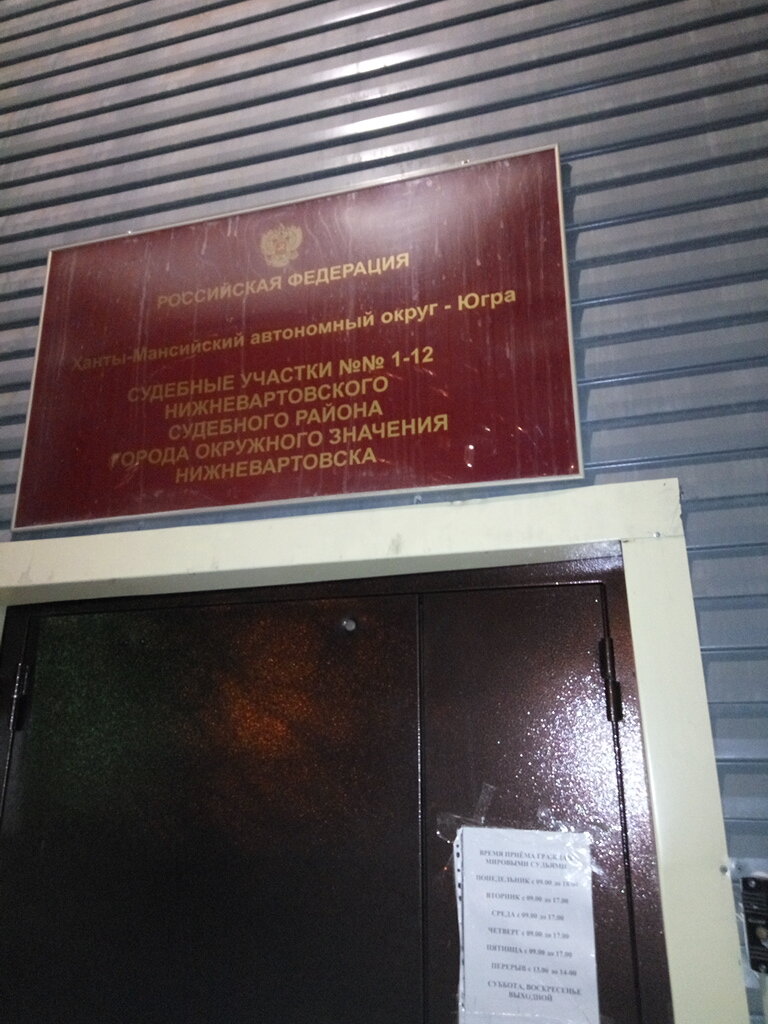 РОССИЙСКАЯ ФЕДЕРАЦИЯ
Ханты-Мансийский автономный округ - Югра
СУДЕБНЫЕ УЧАСТКИ №№ 1-12
НИЖНЕВАРТОВСКОГО
СУДЕБНОГО РАЙОНА
ГОРОДА ОКРУЖНОГО ЗНАЧЕНИЯ
НИЖНЕВАРТОВСКА
ВРЕМЯ ПРИЁМА
МИРОВЫМИ СУДЬЯМИ
ПОНЕДЕЛЬНИК с 09.00 до
ВТОРНИК с 09.00 до 17.00
СРЕДА с 09.00 до 17.00
ЧЕТВЕРГ с 09.00 до 17.00
ПЯТНИЦА с 09.00 до 17.00
ПЕРЕРЫВ с 13.00 до 14-00
СУББОТА, ВОСКРЕСЕНЬЕ
ВЫХОДНОЙ